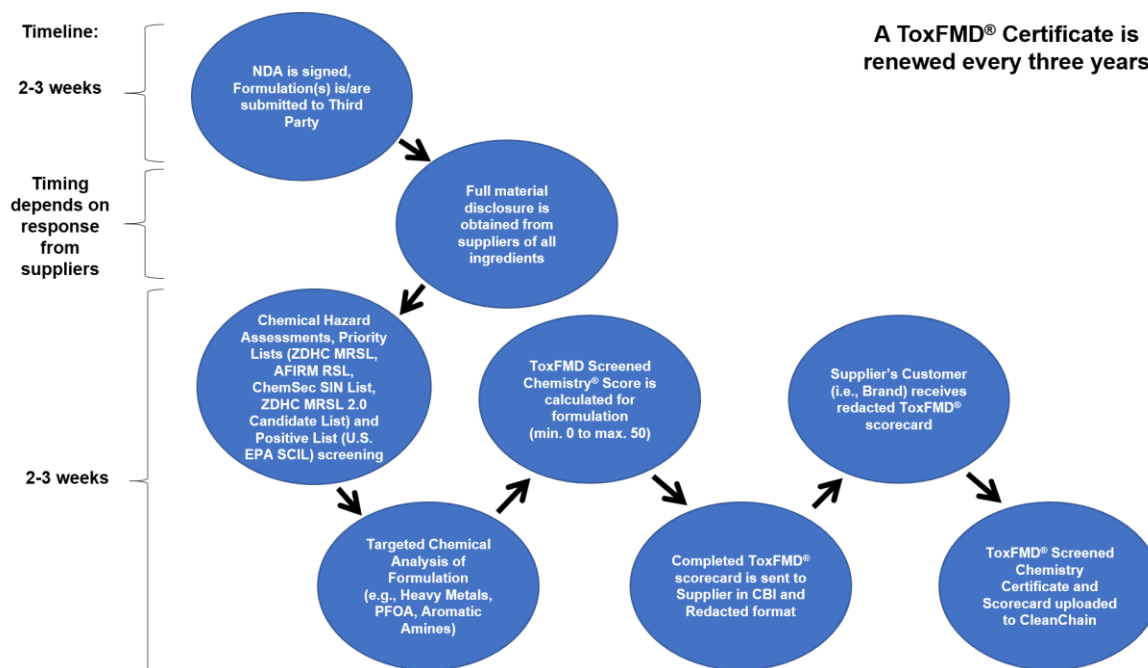 Timeline:
A ToxFMD® Certificate is
renewed every three years
2-3 weeks
NDA is signed,
Formulation(s) is/are
submitted to Third
Party
Timing
depends on
response
from
suppliers
Full material
disclosure is
obtained from
suppliers of all
ingredients
2-3 weeks
Chemical Hazard
Assessments, Priority
Lists (ZDHC MRSL,
AFIRM RSL,
ChemSec SIN List,
ZDHC MRSL 2.0
Candidate List) and
Positive List (U.S.
EPA SCIL) screening
Targeted Chemical
Analysis of
Formulation
(e.g., Heavy Metals,
PFOA, Aromatic
Amines)
ToxFMD Screened
Chemistry® Score is
calculated for
formulation
(min. 0 to max. 50)
Completed ToxFMD®
scorecard is sent to
Supplier in CBI and
Redacted format
Supplier's Customer
(i.e., Brand) receives
redacted ToxFMD®
scorecard
ToxFMD® Screened
Chemistry
Certificate and
Scorecard uploaded
to CleanChain